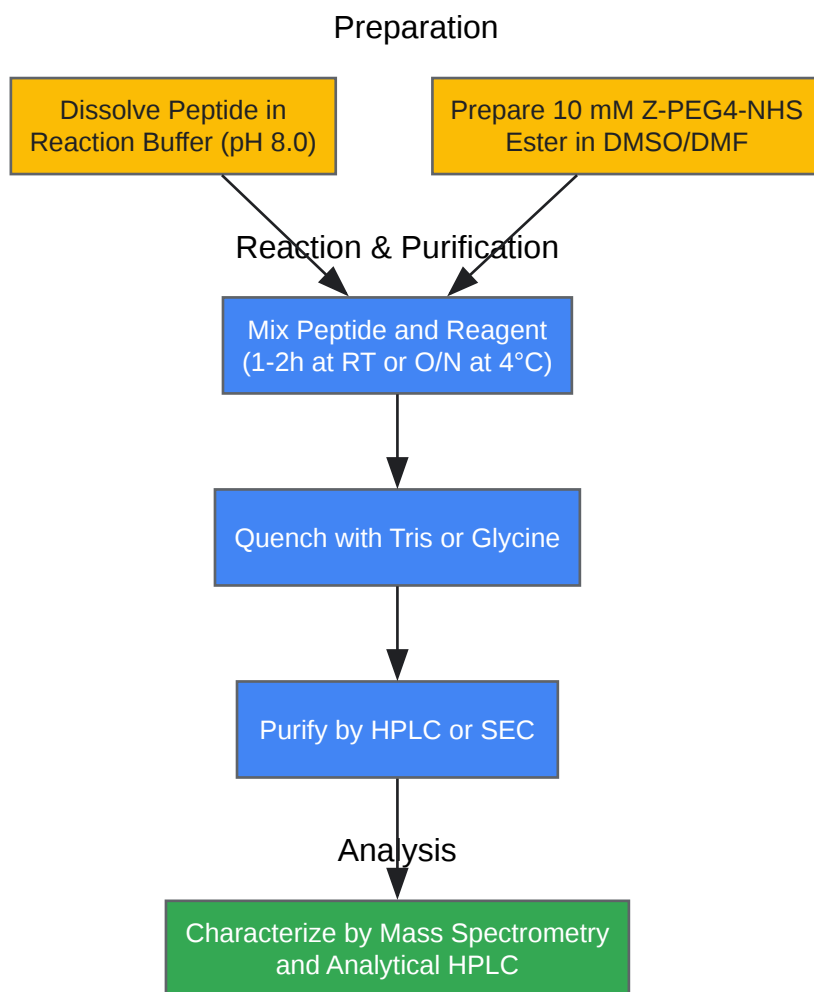 Preparation
Dissolve Peptide in
Reaction Buffer (pH 8.0)
Prepare 10 mM Z-PEG4-NHS
Ester in DMSO/DMF
Reaction & Purification
Mix Peptide and Reagent
(1-2h at RT or O/N at 4°C)
Quench with Tris or Glycine
Purify by HPLC or SEC
Analysis
Characterize by Mass Spectrometry
and Analytical HPLC